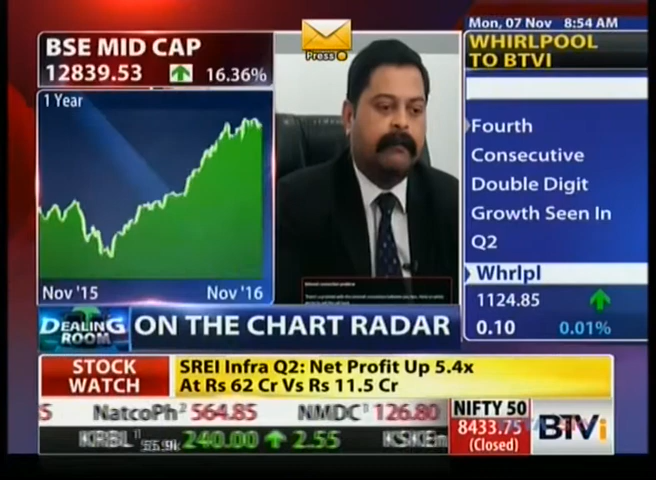 Mon, 07 Nov 8:54 AM
BSE MID CAP
12839.53 16.36%
1 Year
Nov '15 Nov '16
Press
WHIRLPOOL
TO BTVI
Fourth
Consecutive
Double Digit
Growth Seen In
Q2
Whrlpl
1124.85
0.10 0.01%
DEALING
ROOM
ON THE CHART RADAR
STOCK
WATCH
SREI Infra Q2: Net Profit Up 5.4x
At Rs 62 Cr Vs Rs 11.5 Cr
NatcoPh 564.85 NMDC 126.80
KRBL 240.00 2.55
NIFTY 50
8433.75
(Closed)
BTVi